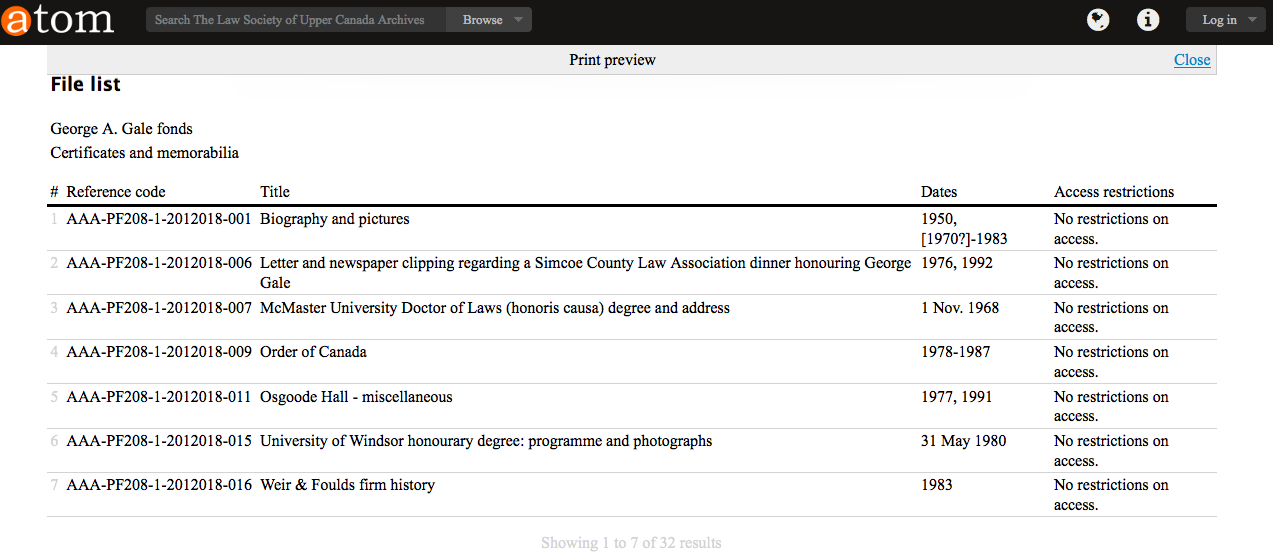 atom Search The Law Society of Upper Canada Archives Browse Log in
Print preview Close
File list
George A. Gale fonds
Certificates and memorabilia
# Reference code Title Dates Access restrictions
1 AAA-PF208-1-2012018-001 Biography and pictures 1950, No restrictions on
[1970?]-1983 access.
2 AAA-PF208-1-2012018-006 Letter and newspaper clipping regarding a Simcoe County Law Association dinner honouring George 1976, 1992 No restrictions on
Gale access.
3 AAA-PF208-1-2012018-007 McMaster University Doctor of Laws (honoris causa) degree and address 1 Nov. 1968 No restrictions on
access.
4 AAA-PF208-1-2012018-009 Order of Canada 1978-1987 No restrictions on
access.
5 AAA-PF208-1-2012018-011 Osgoode Hall - miscellaneous 1977, 1991 No restrictions on
access.
6 AAA-PF208-1-2012018-015 University of Windsor honourary degree: programme and photographs 31 May 1980 No restrictions on
access.
7 AAA-PF208-1-2012018-016 Weir & Foulds firm history 1983 No restrictions on
access.
Showing 1 to 7 of 32 results